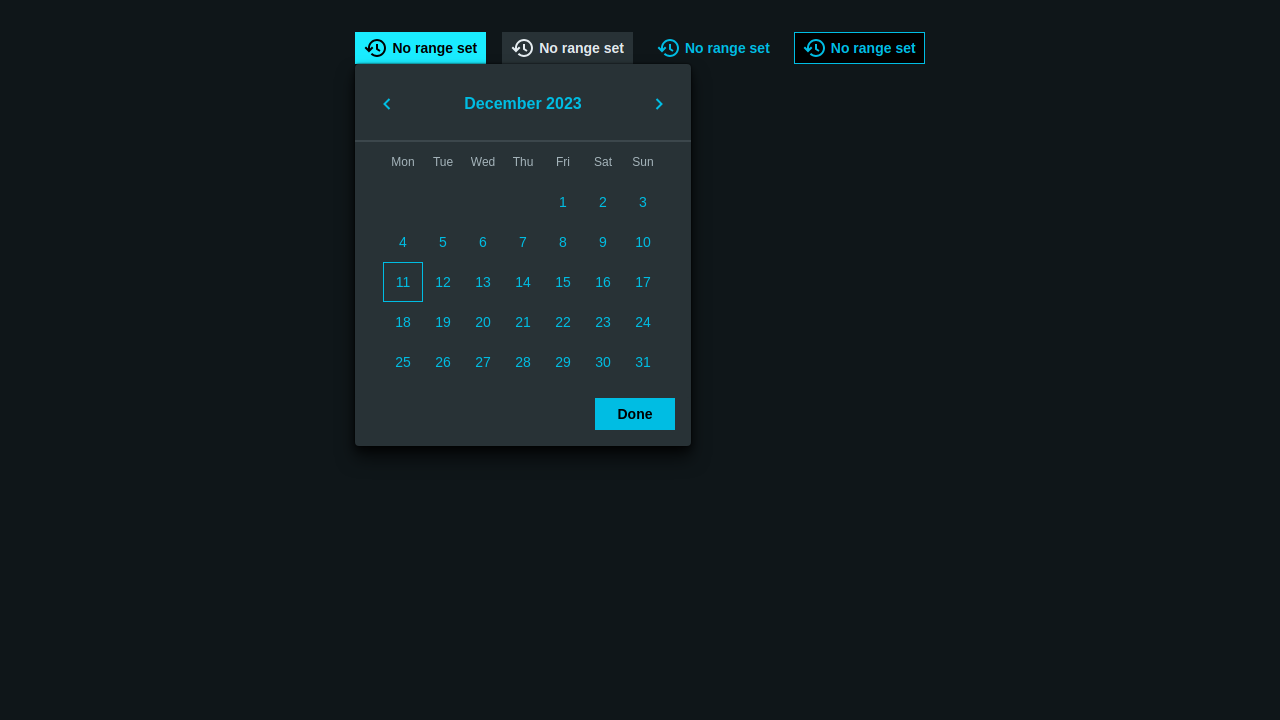 No range set No range set No range set No range set
December 2023
Mon Tue Wed Thu Fri Sat Sun
1 2 3
4 5 6 7 8 9 10
11 12 13 14 15 16 17
18 19 20 21 22 23 24
25 26 27 28 29 30 31
Done